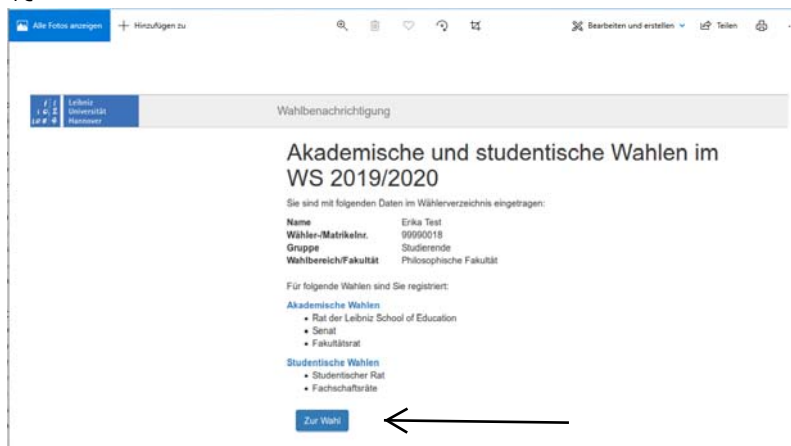 Alle Fotos anzeigen
Hinzufügen zu
Bearbeiten und erstellen
Teilen
Leibniz
Universität
Hannover
Wahlbenachrichtigung
Akademische und studentische Wahlen im
WS 2019/2020
Sie sind mit folgenden Daten im Wählerverzeichnis eingetragen:
Name Erika Test
Wähler-/Matrikelnr. 99990018
Gruppe Studierende
Wahlbereich/Fakultät Philosophische Fakultät
Für folgende Wahlen sind Sie registriert:
Akademische Wahlen
• Rat der Leibniz School of Education
• Senat
• Fakultätsrat
Studentische Wahlen
• Studentischer Rat
• Fachschaftsräte
Zur Wahl